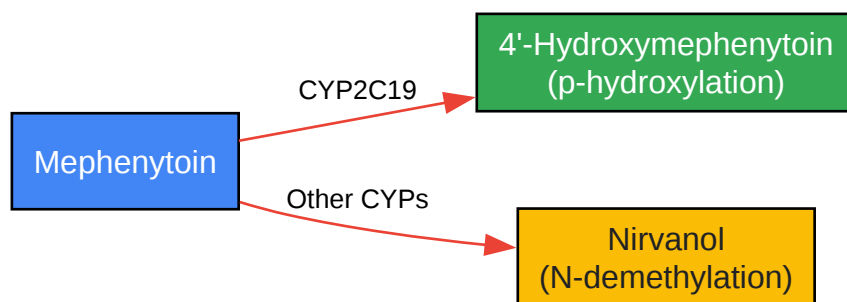 4'-Hydroxymephenytoin
(p-hydroxylation)
CYP2C19
Mephenytoin
Other CYPs
Nirvanol
(N-demethylation)